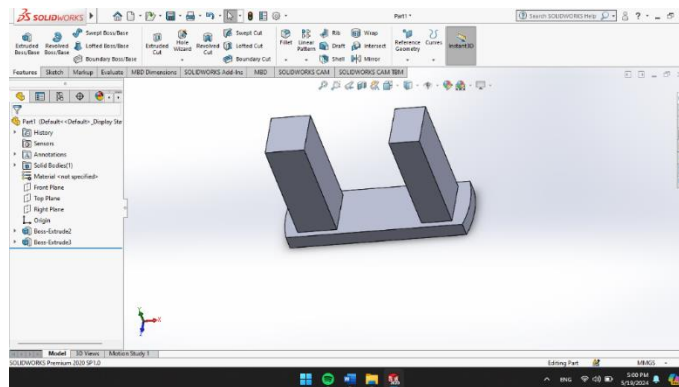 SOLIDWORKS
Part1 *
Search SOLIDWORKS Help
Extruded Boss/Base
Revolved Boss/Base
Swept Boss/Base
Lofted Boss/Base
Boundary Boss/Base
Extruded Cut
Hole Wizard
Revolved Cut
Swept Cut
Lofted Cut
Boundary Cut
Fillet
Linear Pattern
Rib
Draft
Shell
Wrap
Intersect
Mirror
Reference Geometry
Curves
Instant3D
Features Sketch Markup Evaluate MBD Dimensions SOLIDWORKS Add-Ins MBD SOLIDWORKS CAM SOLIDWORKS CAM TBM
Part1 (Default<<Default>_Display Ste
History
Sensors
Annotations
Solid Bodies(1)
Material <not specified>
Front Plane
Top Plane
Right Plane
Origin
Boss-Extrude2
Boss-Extrude3
Model 3D Views Motion Study 1
SOLIDWORKS Premium 2020 SP1.0
Editing Part
MMGS
ENG
5:00 PM
5/19/2024